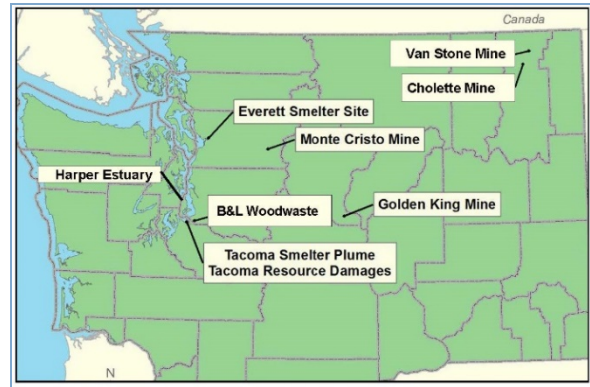 Canada
Van Stone Mine
Cholette Mine
Everett Smelter Site
Monte Cristo Mine
Harper Estuary
B&L Woodwaste
Golden King Mine
Tacoma Smelter Plume
Tacoma Resource Damages
N